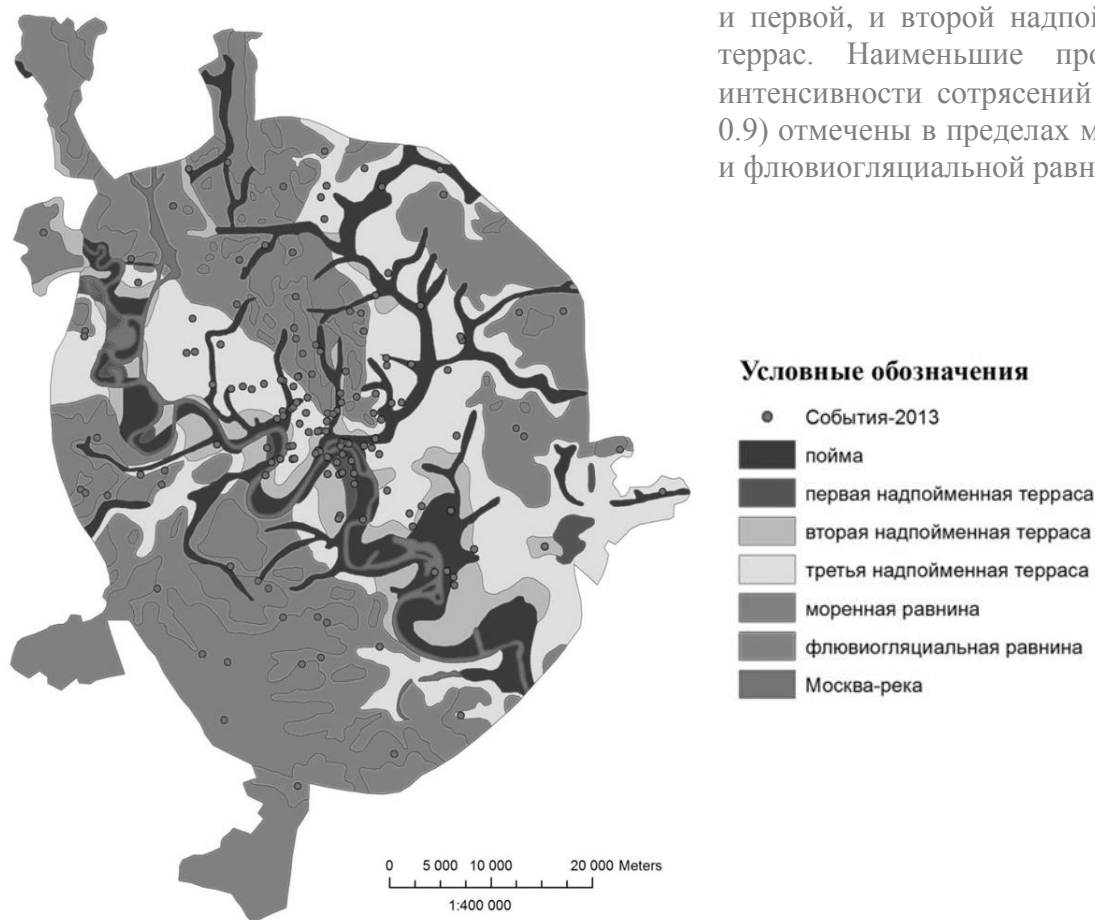 и первой, и второй надпой
террас. Наименьшие про
интенсивности сотрясений
0.9) отмечены в пределах м
и флювиогляциальной равн
Условные обозначения
События-2013
пойма
первая надпойменная терраса
вторая надпойменная терраса
третья надпойменная терраса
моренная равнина
флювиогляциальная равнина
Москва-река
0 5 000 10 000 20 000 Meters
1:400 000